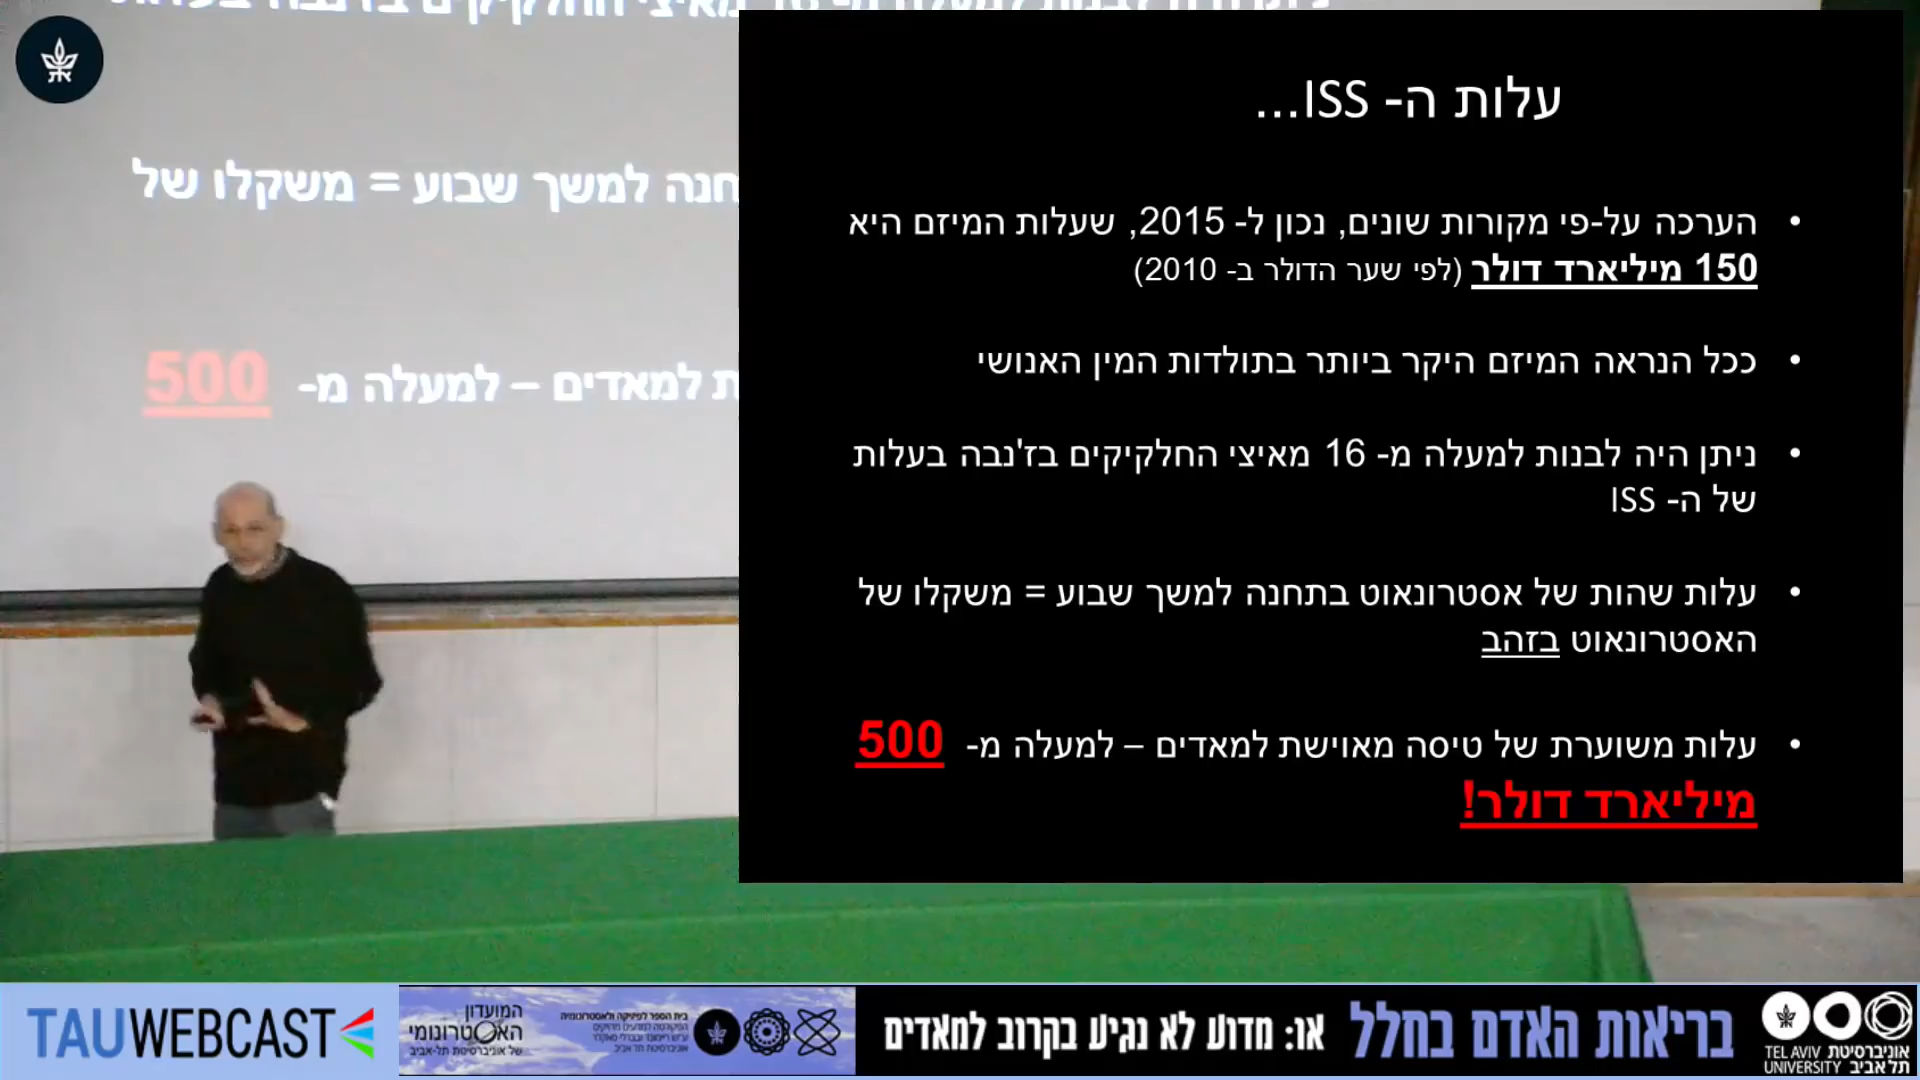 עלות ה- ISS...
• הערכה על-פי מקורות שונים, נכון ל- 2015, שעלות המיזם היא
150 מיליארד דולר (לפי שער הדולר ב- 2010)
• ככל הנראה המיזם היקר ביותר בתולדות המין האנושי
• ניתן היה לבנות למעלה מ- 16 מאיצי החלקיקים בז'נבה בעלות
של ה- ISS
• עלות שהות של אסטרונאוט בתחנה למשך שבוע = משקלו של
האסטרונאוט בזהב
• עלות משוערת של טיסה מאוישת למאדים – למעלה מ- 500
מיליארד דולר!
חנה למשך שבוע = משקלו של
ת למאדים – למעלה מ- 500
בריאות האדם בחלל או: מדוע לא נגיע בקרוב למאדים
אוניברסיטת תל אביב
TEL AVIV UNIVERSITY
בית הספר לפיזיקה ולאסטרונומיה
המועדון
האסטרונומי
של אוניברסיטת תל-אביב
TAUWEBCAST